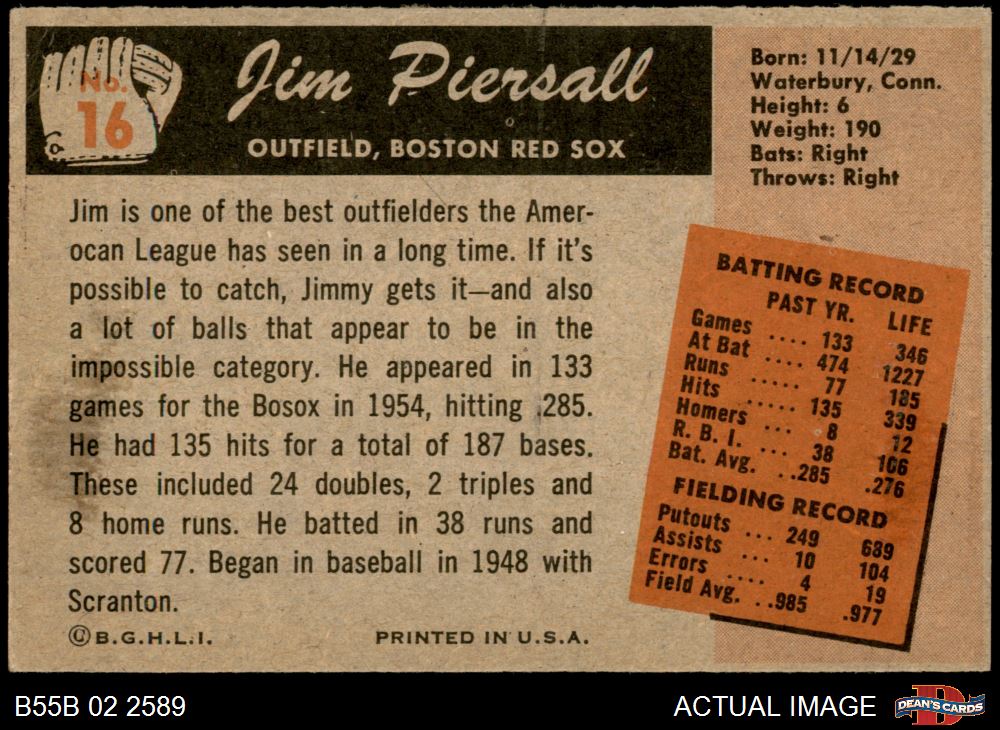 No.
16
Jim Piersall
OUTFIELD, BOSTON RED SOX
Jim is one of the best outfielders the Amer-
ocan League has seen in a long time. If it's
possible to catch, Jimmy gets it—and also
a lot of balls that appear to be in the
impossible category. He appeared in 133
games for the Bosox in 1954, hitting .285.
He had 135 hits for a total of 187 bases.
These included 24 doubles, 2 triples and
8 home runs. He batted in 38 runs and
scored 77. Began in baseball in 1948 with
Scranton.
©B.G.H.L.I. PRINTED IN U.S.A.
Born: 11/14/29
Waterbury, Conn.
Height: 6
Weight: 190
Bats: Right
Throws: Right
BATTING RECORD
PAST YR. LIFE
Games .... 133 346
At Bat .... 474 1227
Runs ..... 77 185
Hits ..... 135 339
Homers ... 8 12
R. B. I. ... 38 106
Bat. Avg. ..285 .276
FIELDING RECORD
Putouts ... 249 689
Assists ... 10 104
Errors .... 4 19
Field Avg. ..985 .977
B55B 02 2589
ACTUAL IMAGE
D
DEAN'S CARDS